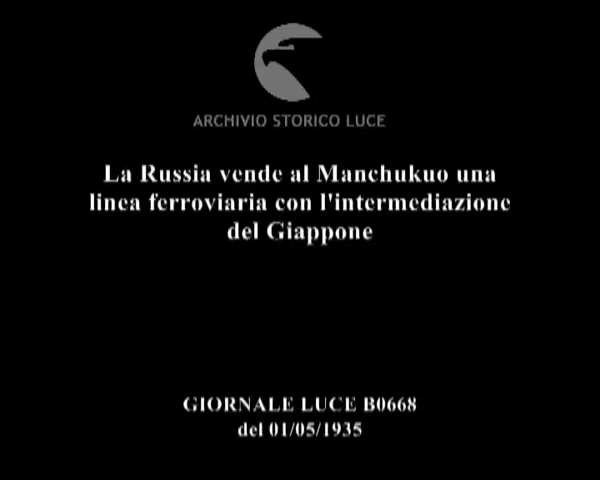 ARCHIVIO STORICO LUCE
La Russia vende al Manchukuo una
linea ferroviaria con l'intermediazione
del Giappone
GIORNALE LUCE B0668
del 01/05/1935